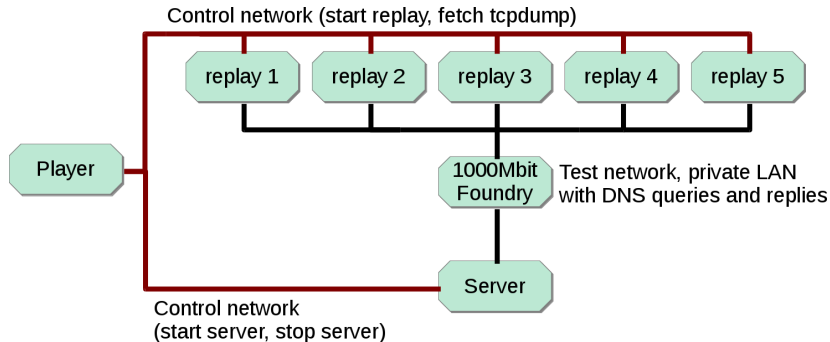 Control network (start replay, fetch tcpdump)
replay 1
replay 2
replay 3
replay 4
replay 5
Player
1000Mbit
Foundry
Test network, private LAN
with DNS queries and replies
Server
Control network
(start server, stop server)